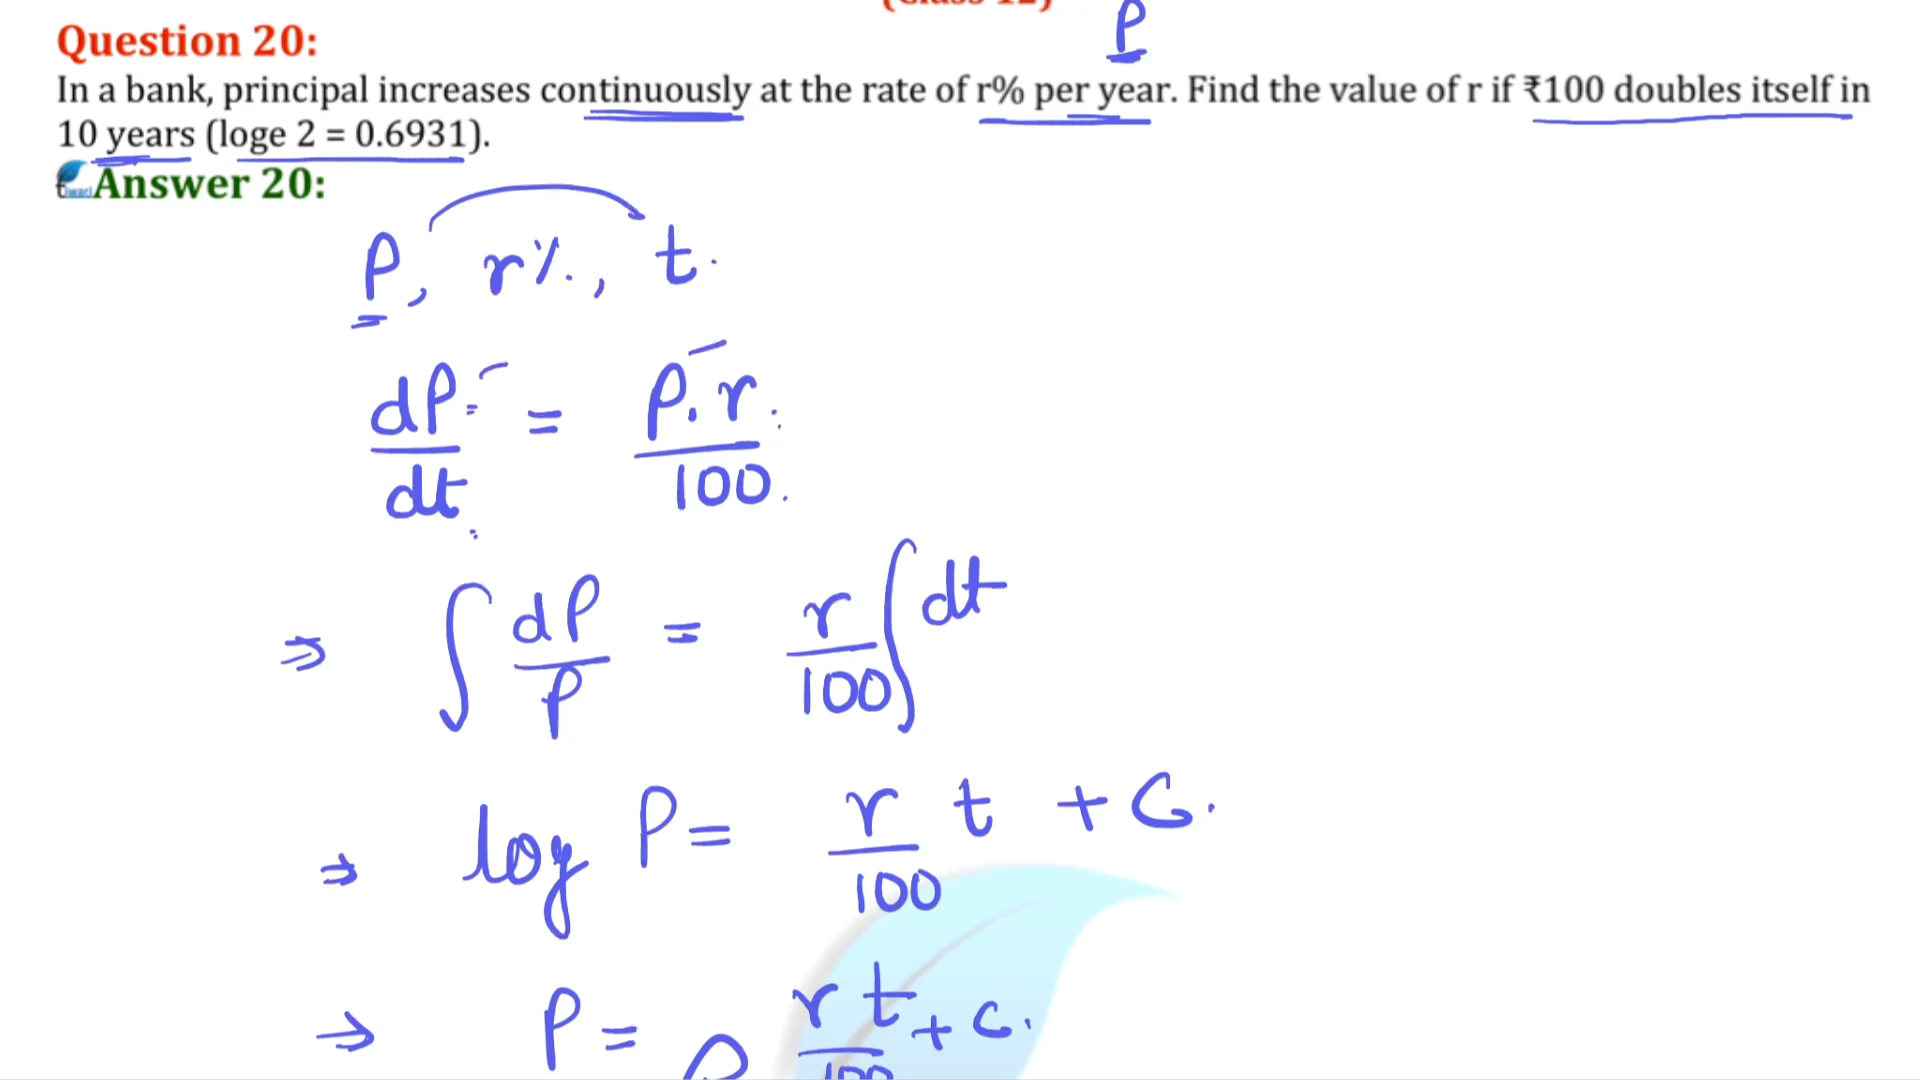 (Class 12)
P
Question 20:
In a bank, principal increases continuously at the rate of r% per year. Find the value of r if ₹100 doubles itself in
10 years (loge 2 = 0.6931).
Answer 20:
P, r%, t.
dP/dt = P.r/100.
⇒ ∫ dP/P = r/100 ∫ dt
⇒ log P = r/100 t + C.
⇒ P = e^(rt/100 + C.)